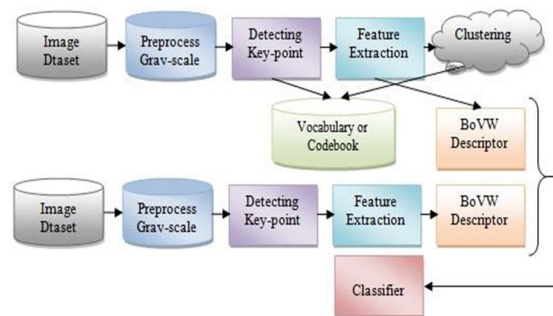 Image
Dtaset
Preprocess
Grav-scale
Detecting
Key-point
Feature
Extraction
Clustering
Vocabulary or
Codebook
BoVW
Descriptor
Image
Dtaset
Preprocess
Grav-scale
Detecting
Key-point
Feature
Extraction
BoVW
Descriptor
Classifier